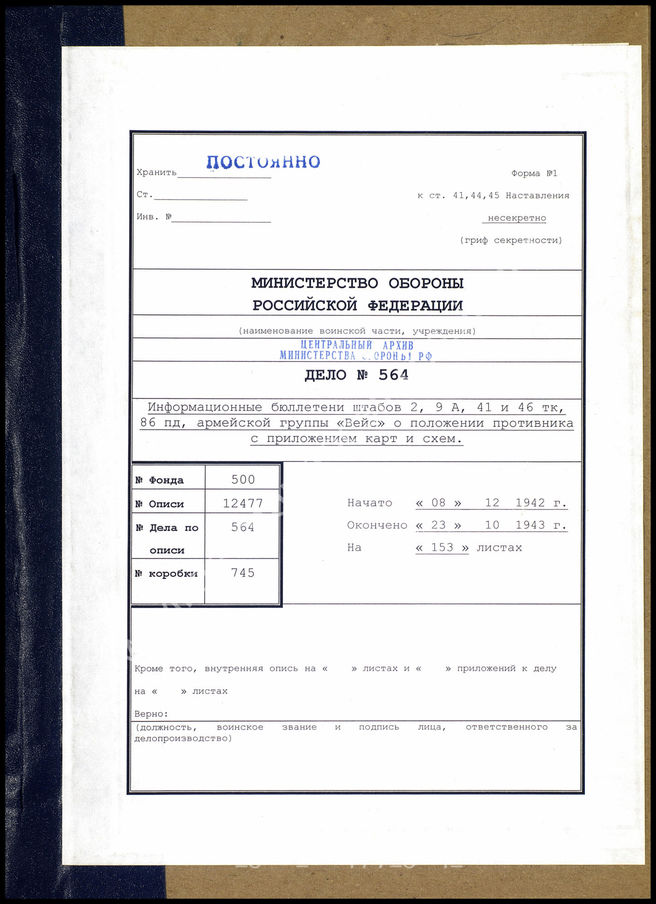 ПОСТОЯННО
Хранить
Форма №1
Ст.
к ст. 41,44,45 Наставления
Инв. №
несекретно
(гриф секретности)
МИНИСТЕРСТВО ОБОРОНЫ
РОССИЙСКОЙ ФЕДЕРАЦИИ
(наименование воинской части, учреждения)
ЦЕНТРАЛЬНЫЙ АРХИВ
МИНИСТЕРСТВА ОБОРОНЫ РФ
ДЕЛО № 564
Информационные бюллетени штабов 2, 9 А, 41 и 46 тк,
86 пд, армейской группы «Вейс» о положении противника
с приложением карт и схем.
№ Фонда 500
№ Описи 12477
№ Дела по 564
описи
№ коробки 745
Начато « 08 » 12 1942 г.
Окончено « 23 » 10 1943 г.
На « 153 » листах
Кроме того, внутренняя опись на « » листах и « » приложений к делу
на « » листах
Верно:
(должность, воинское звание и подпись лица, ответственного за
делопроизводство)